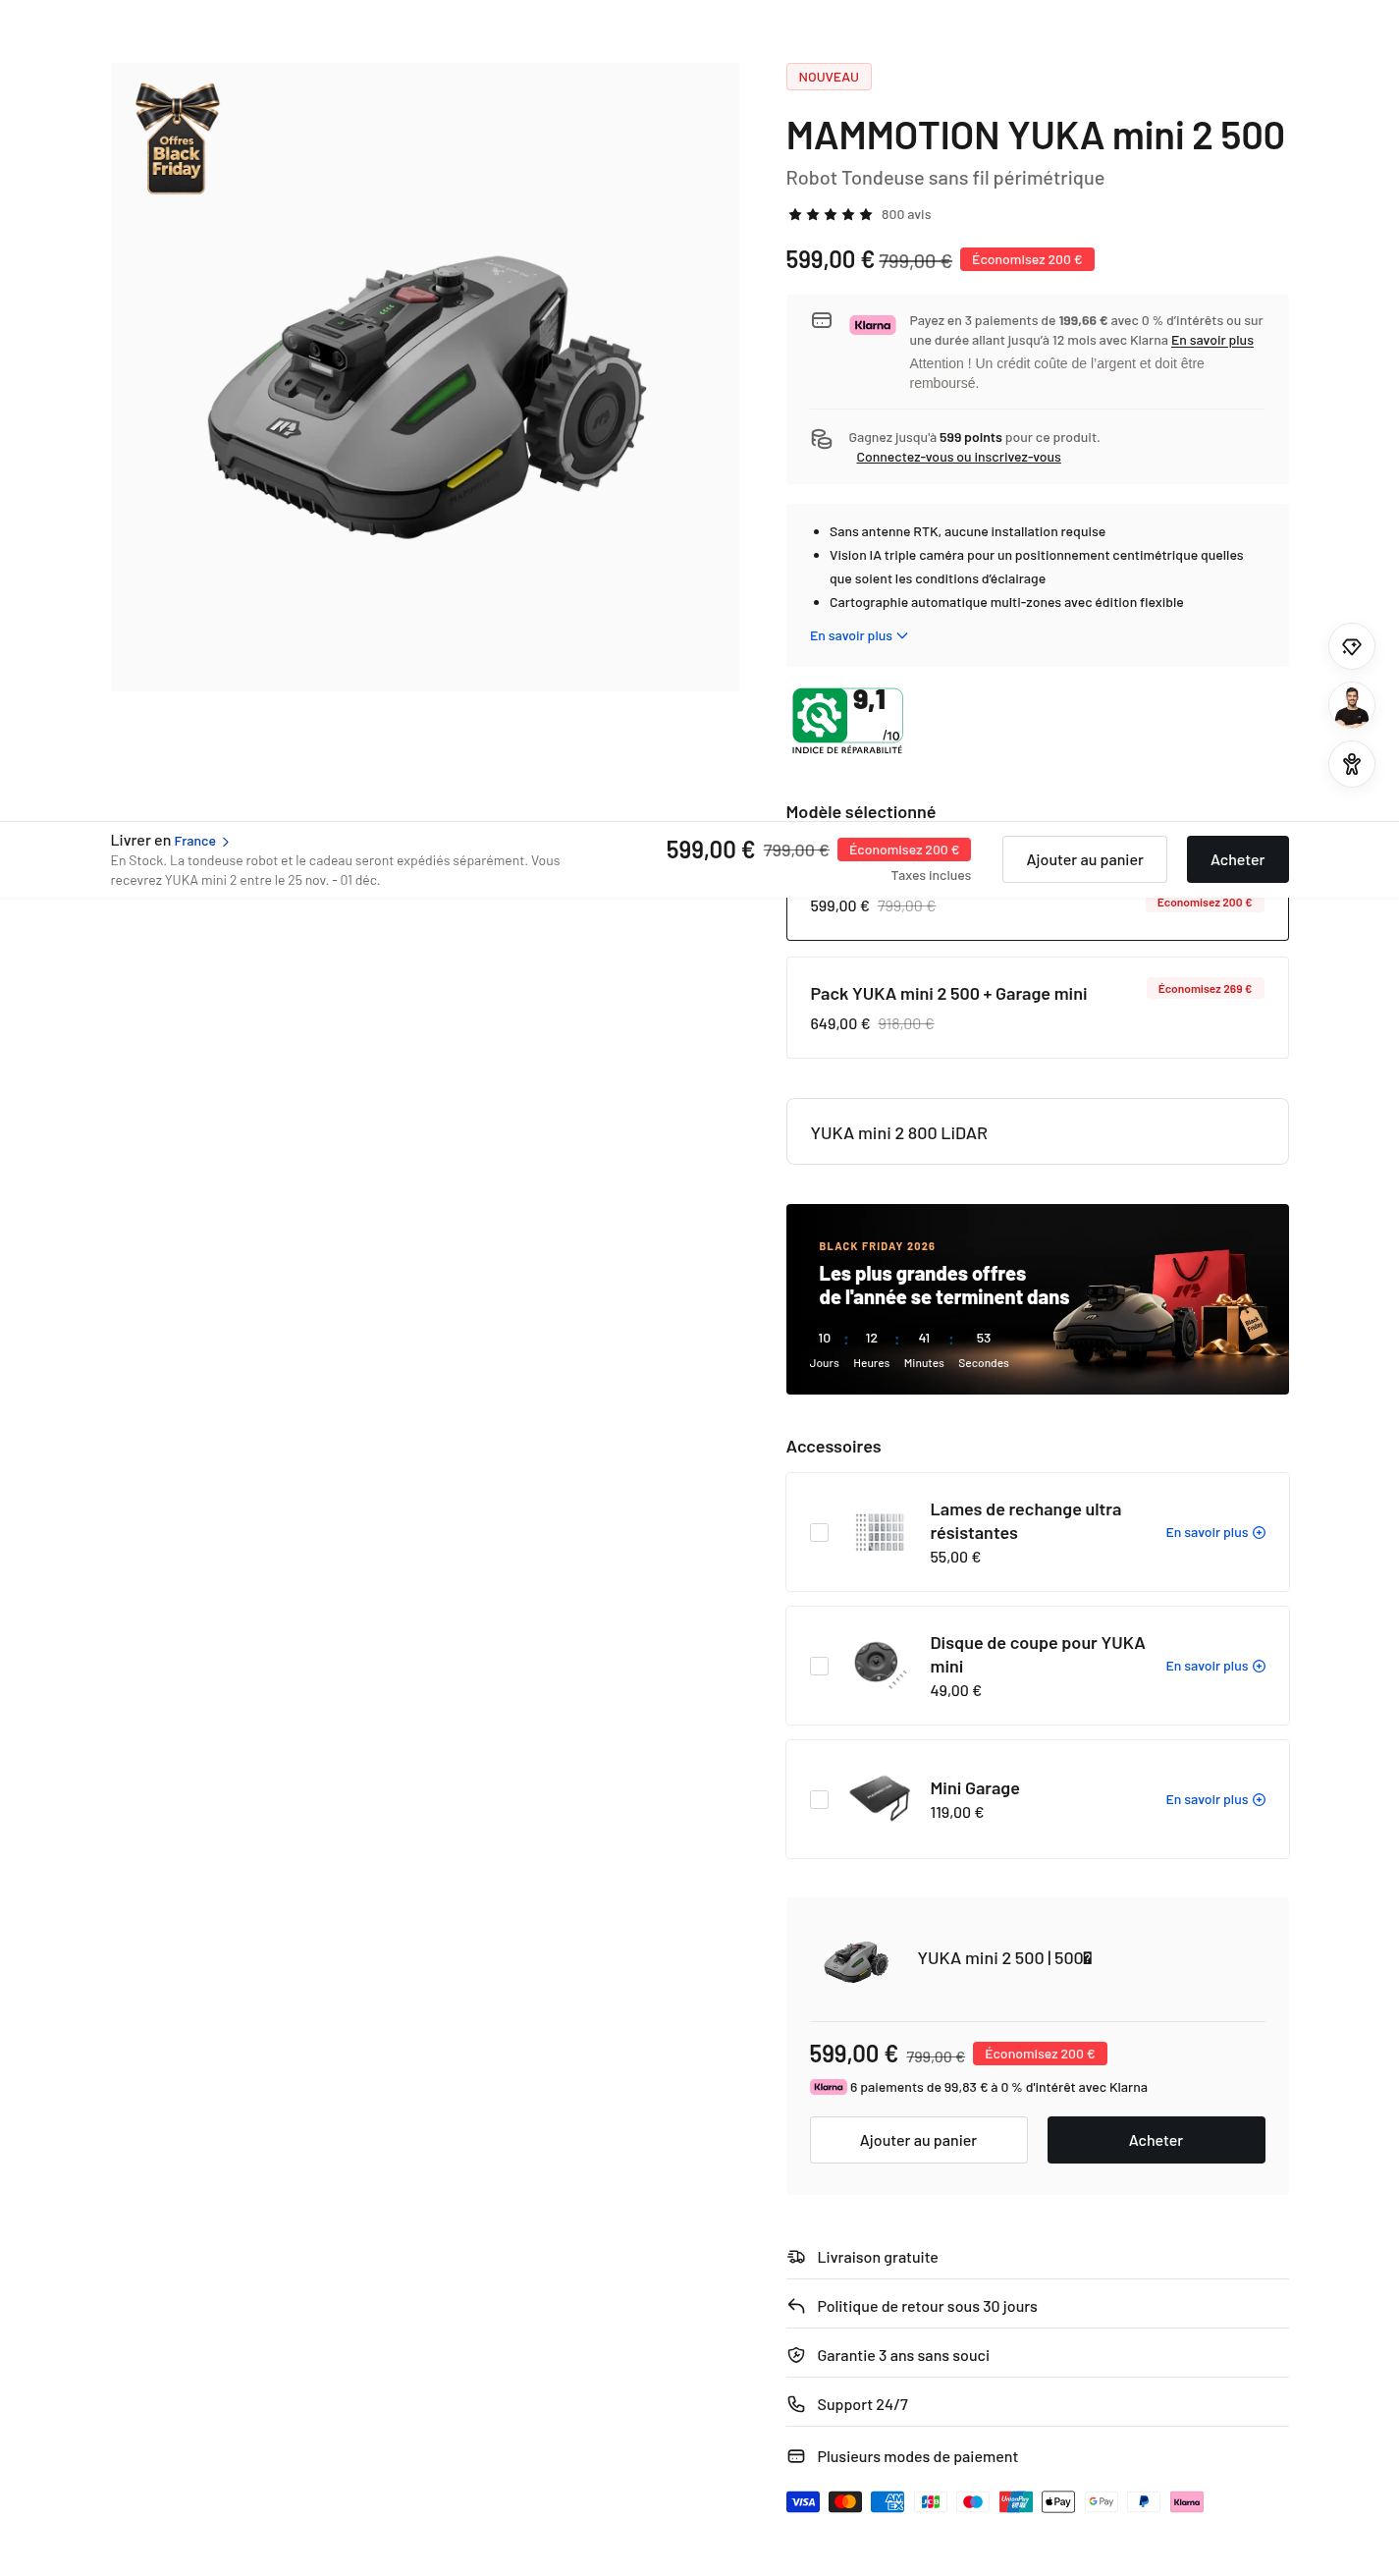 Offres
Black
Friday
NOUVEAU
MAMMOTION YUKA mini 2 500
Robot Tondeuse sans fil périmétrique
800 avis
599,00 € 799,00 € Économisez 200 €
Klarna
Payez en 3 paiements de 199,66 € avec 0 % d'intérêts ou sur
une durée allant jusqu'à 12 mois avec Klarna En savoir plus
Attention ! Un crédit coûte de l'argent et doit être
remboursé.
Gagnez jusqu'à 599 points pour ce produit.
Connectez-vous ou inscrivez-vous
Sans antenne RTK, aucune installation requise
Vision IA triple caméra pour un positionnement centimétrique quelles
que soient les conditions d'éclairage
Cartographie automatique multi-zones avec édition flexible
En savoir plus
9,1
/10
INDICE DE RÉPARABILITÉ
Modèle sélectionné
Livrer en France
En Stock. La tondeuse robot et le cadeau seront expédiés séparément. Vous
recevrez YUKA mini 2 entre le 25 nov. - 01 déc.
599,00 € 799,00 € Économisez 200 €
Taxes inclues
Ajouter au panier
Acheter
599,00 € 799,00 €
Économisez 200 €
Pack YUKA mini 2 500 + Garage mini
Économisez 269 €
649,00 € 918,00 €
YUKA mini 2 800 LiDAR
BLACK FRIDAY 2026
Les plus grandes offres
de l'année se terminent dans
10 : 12 : 41 : 53
Jours Heures Minutes Secondes
Black
Friday
Accessoires
Lames de rechange ultra
résistantes
55,00 €
En savoir plus
Disque de coupe pour YUKA
mini
49,00 €
En savoir plus
Mini Garage
119,00 €
En savoir plus
YUKA mini 2 500 | 500
599,00 € 799,00 € Économisez 200 €
Klarna 6 paiements de 99,83 € à 0 % d'intérêt avec Klarna
Ajouter au panier
Acheter
Livraison gratuite
Politique de retour sous 30 jours
Garantie 3 ans sans souci
Support 24/7
Plusieurs modes de paiement
VISA AMEX JCB UnionPay Pay G Pay Klarna